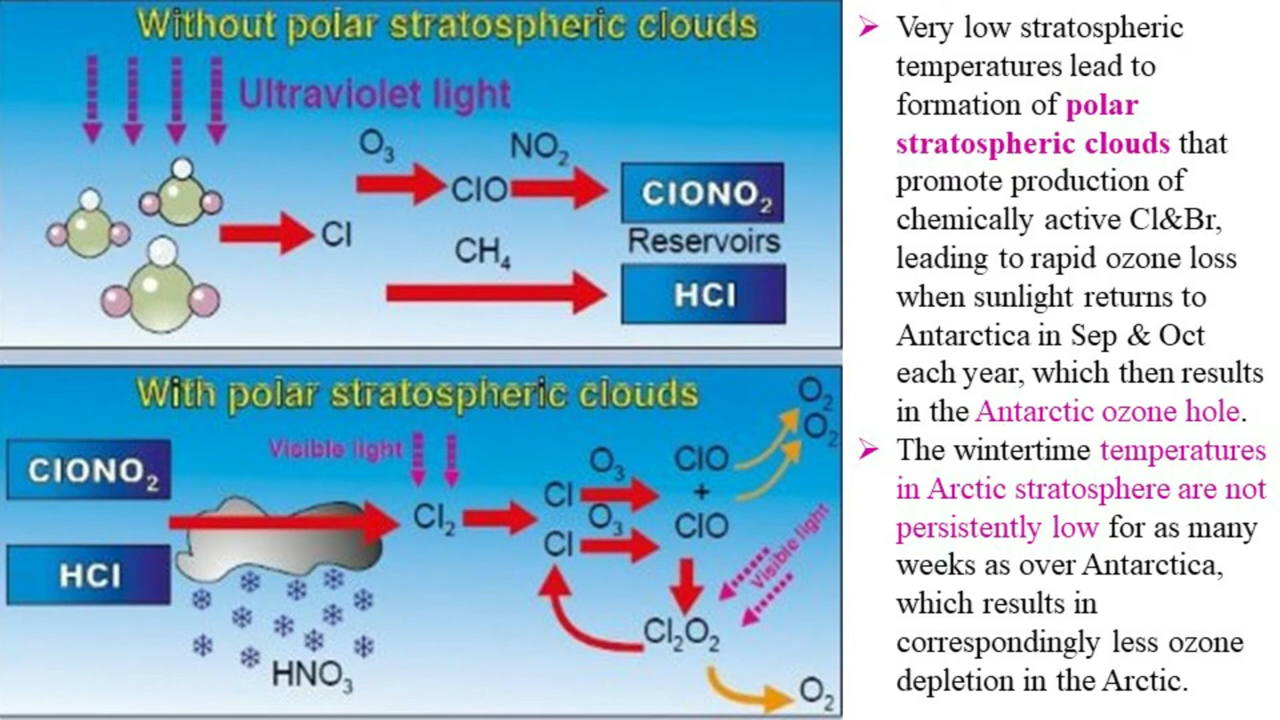 Without polar stratospheric clouds
Ultraviolet light
O3
NO2
Cl
ClO
ClONO2
Reservoirs
CH4
HCl
With polar stratospheric clouds
O2
O2
Visible light
ClONO2
O3
ClO
+
ClO
Cl2
Cl
O3
Cl
Visible light
HCl
Cl2O2
HNO3
O2
➢ Very low stratospheric
temperatures lead to
formation of polar
stratospheric clouds that
promote production of
chemically active Cl&Br,
leading to rapid ozone loss
when sunlight returns to
Antarctica in Sep & Oct
each year, which then results
in the Antarctic ozone hole.
➢ The wintertime temperatures
in Arctic stratosphere are not
persistently low for as many
weeks as over Antarctica,
which results in
correspondingly less ozone
depletion in the Arctic.